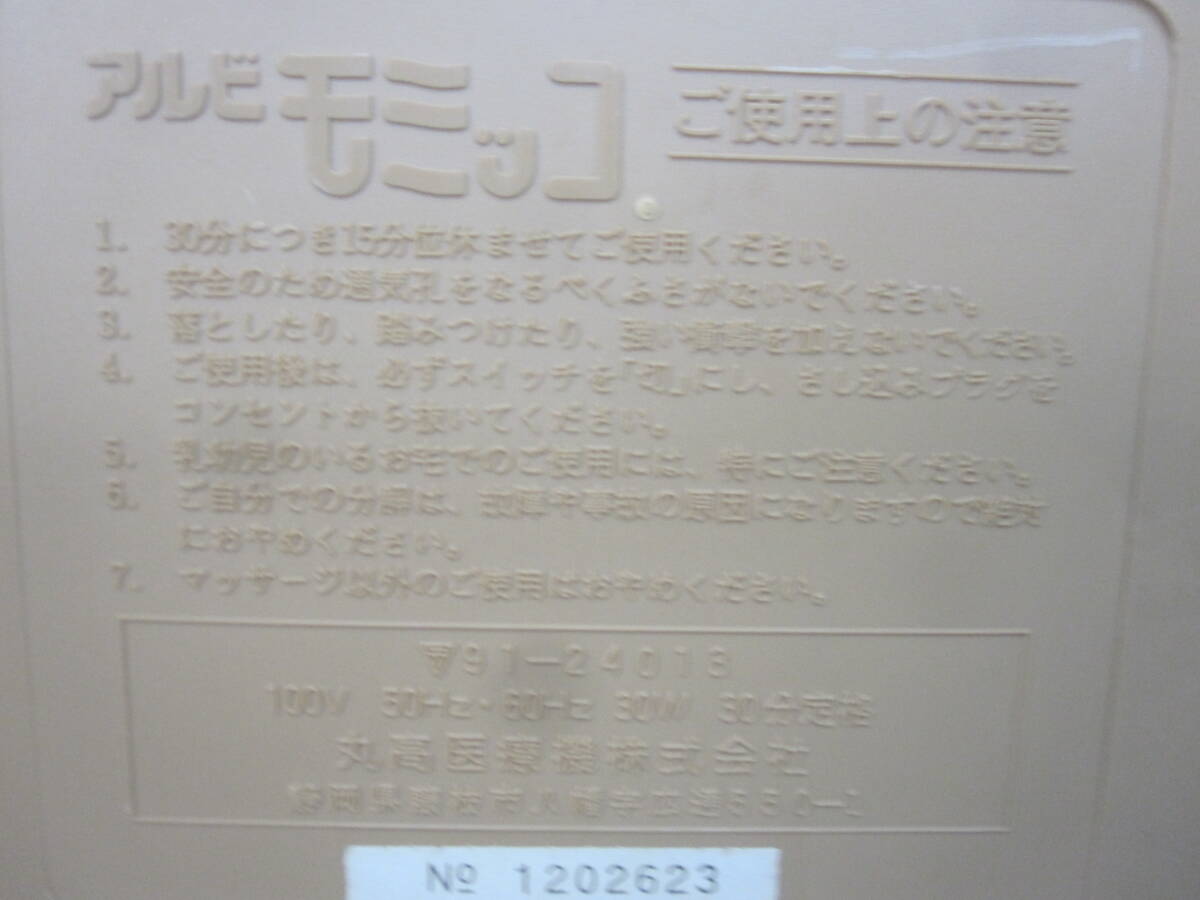 アルビ モミッコ ご使用上の注意
1. 30分につき15分位休ませてご使用ください。
2. 安全のため通気孔をなるべくふさがないでください。
3. 落としたり、踏みつけたり、強い衝撃を加えないでください。
4. ご使用後は、必ずスイッチを「切」にし、さし込みプラグを
コンセントから抜いてください。
5. 乳幼児のいるお宅でのご使用には、特にご注意ください。
6. ご自分での分解は、故障や事故の原因になりますので絶対
におやめください。
7. マッサージ以外のご使用はおやめください。
91-24013
100V 50Hz・60Hz 30W 30分定格
丸高医療機株式会社
静岡県
№ 1202623